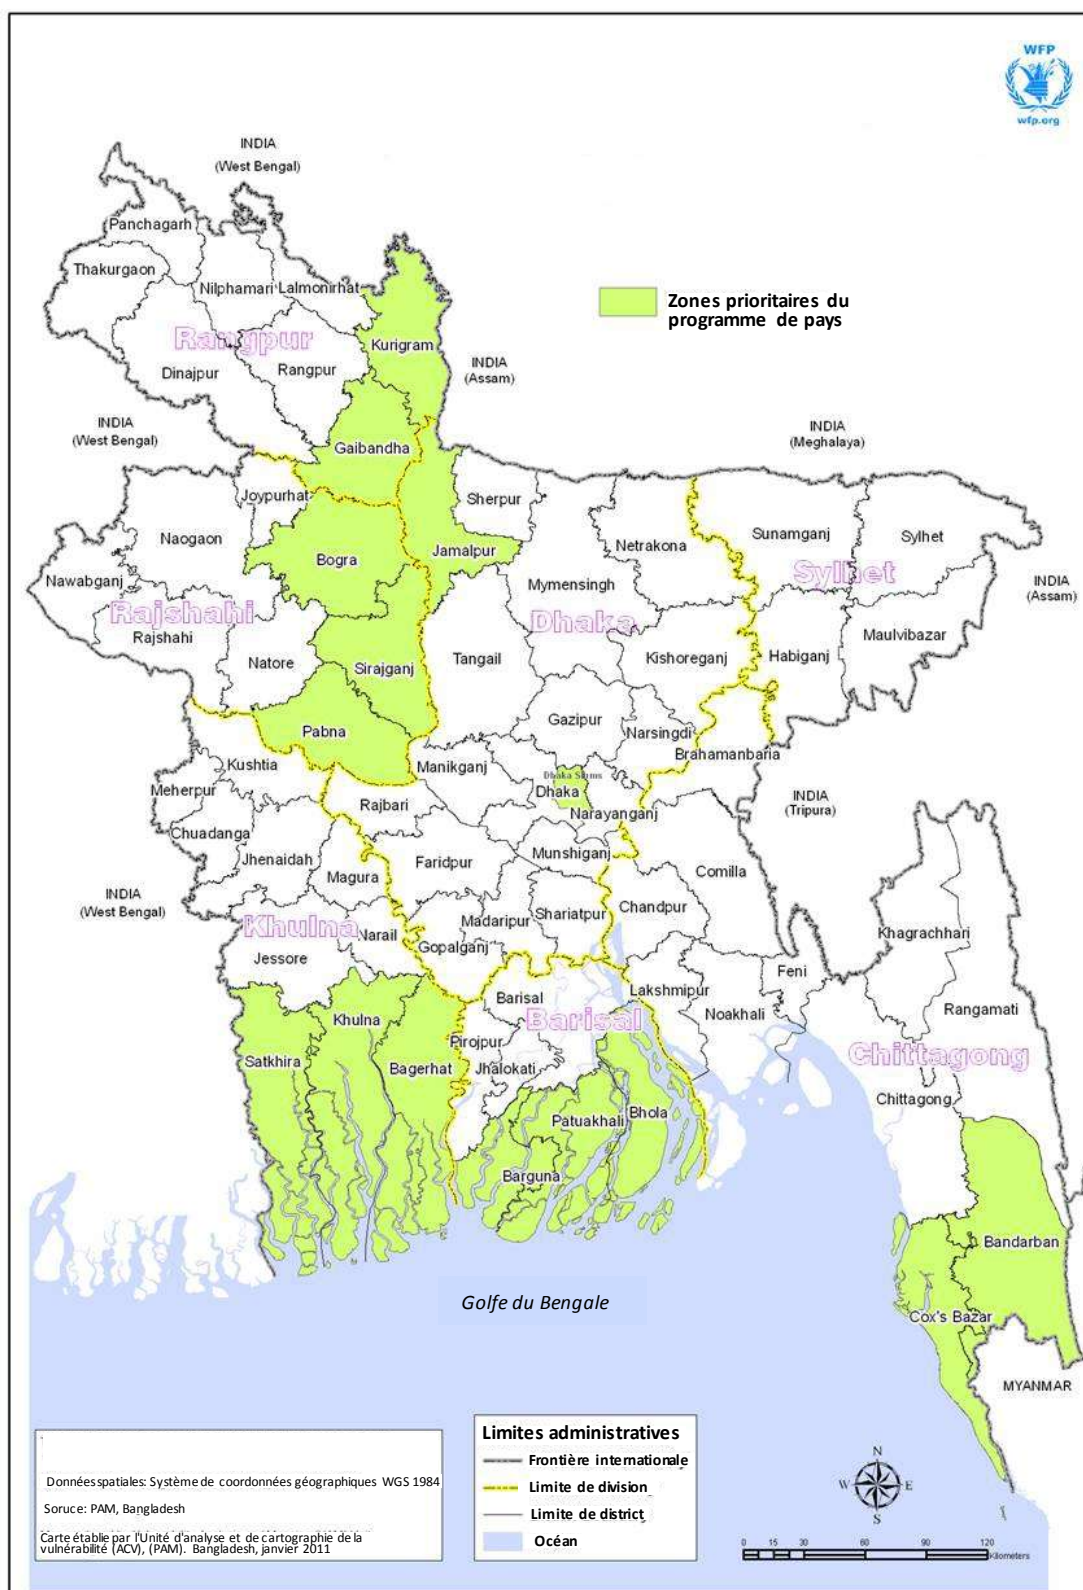 WFP
wfp.org
INDIA
(West Bengal)
Panchagarh
Thakurgaon
Nilphamari
Lalmonirhat
Rangpur
Kurigram
Dinajpur
Rangpur
Zones prioritaires du
programme de pays
INDIA
(Assam)
INDIA
(West Bengal)
INDIA
(Meghalaya)
Gaibandha
Joypurhat
Sherpur
Naogaon
Bogra
Jamalpur
Netrakona
Sunamganj
Sylhet
Nawabganj
Mymensingh
Sylhet
INDIA
(Assam)
Rajshahi
Rajshahi
Dhaka
Natore
Sirajganj
Tangail
Kishoreganj
Habiganj
Maulvibazar
Pabna
Gazipur
Narsingdi
Brahamanbaria
Kushtia
Manikganj
Dhaka Slums
Dhaka
Meherpur
Rajbari
Narayanganj
INDIA
(Tripura)
Chuadanga
Jhenaidah
Magura
Faridpur
Munshiganj
Comilla
INDIA
(West Bengal)
Khulna
Narail
Gopalganj
Madaripur
Shariatpur
Chandpur
Khagrachhari
Jessore
Feni
Lakshmipur
Barisal
Noakhali
Rangamati
Khulna
Barisal
Pirojpur
Satkhira
Bagerhat
Jhalokati
Chittagong
Chittagong
Patuakhali
Bhola
Barguna
Bandarban
Golfe du Bengale
Cox's Bazar
MYANMAR
Limites administratives
Frontière internationale
Limite de division
Limite de district
Océan
Données spatiales: Système de coordonnées géographiques WGS 1984
Soruce: PAM, Bangladesh
Carte établie par l'Unité d'analyse et de cartographie de la
vulnérabilité (ACV), (PAM). Bangladesh, janvier 2011
N
W E
S
0 15 30 60 90 120
Kilometers